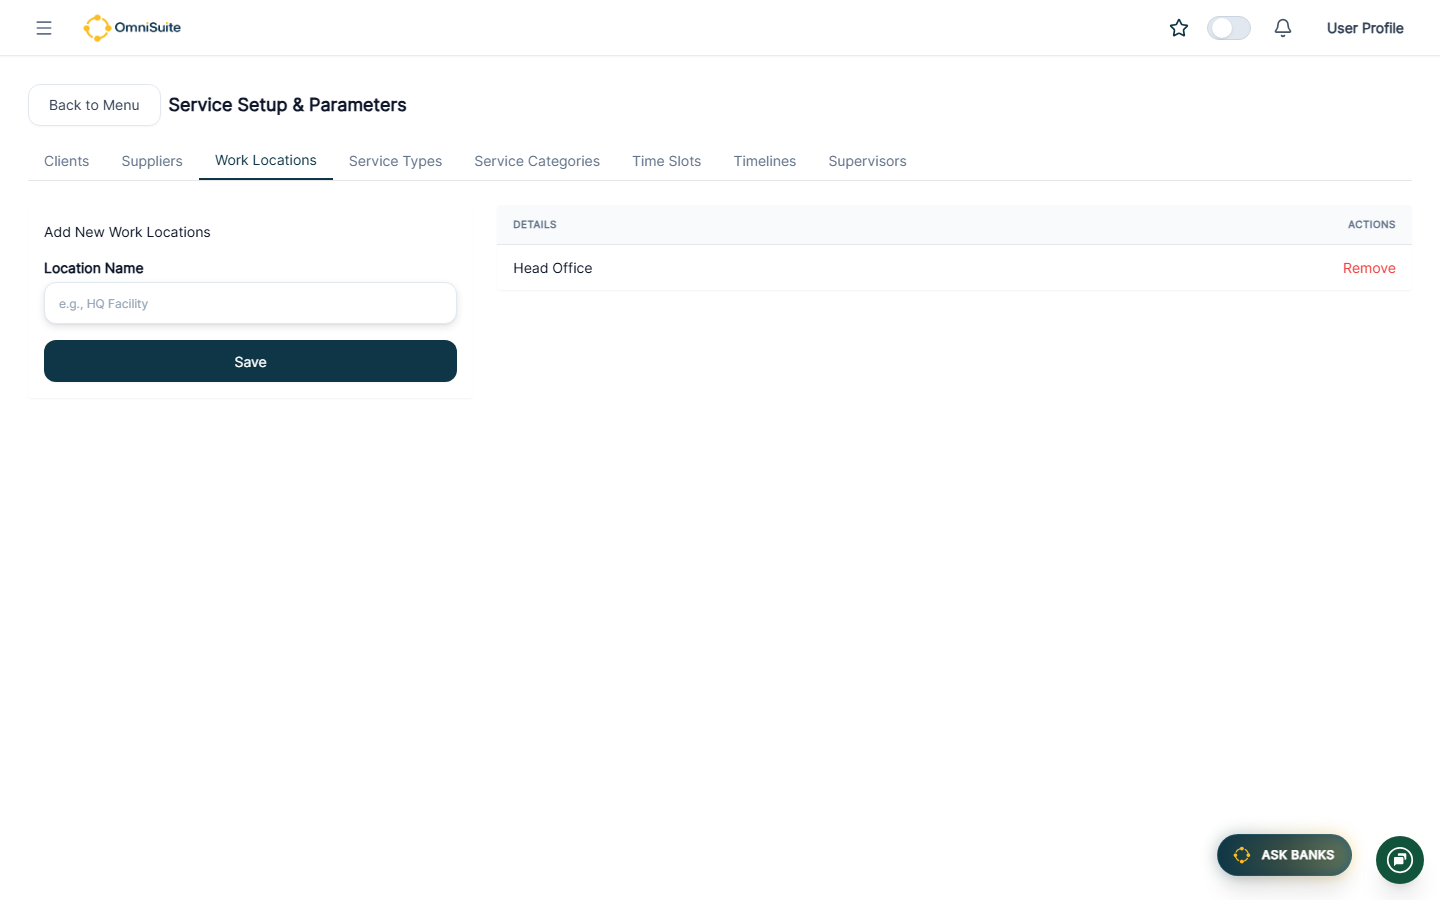 OmniSuite
User Profile
Back to Menu
Service Setup & Parameters
Clients
Suppliers
Work Locations
Service Types
Service Categories
Time Slots
Timelines
Supervisors
Add New Work Locations
Location Name
e.g., HQ Facility
Save
DETAILS
ACTIONS
Head Office
Remove
ASK BANKS